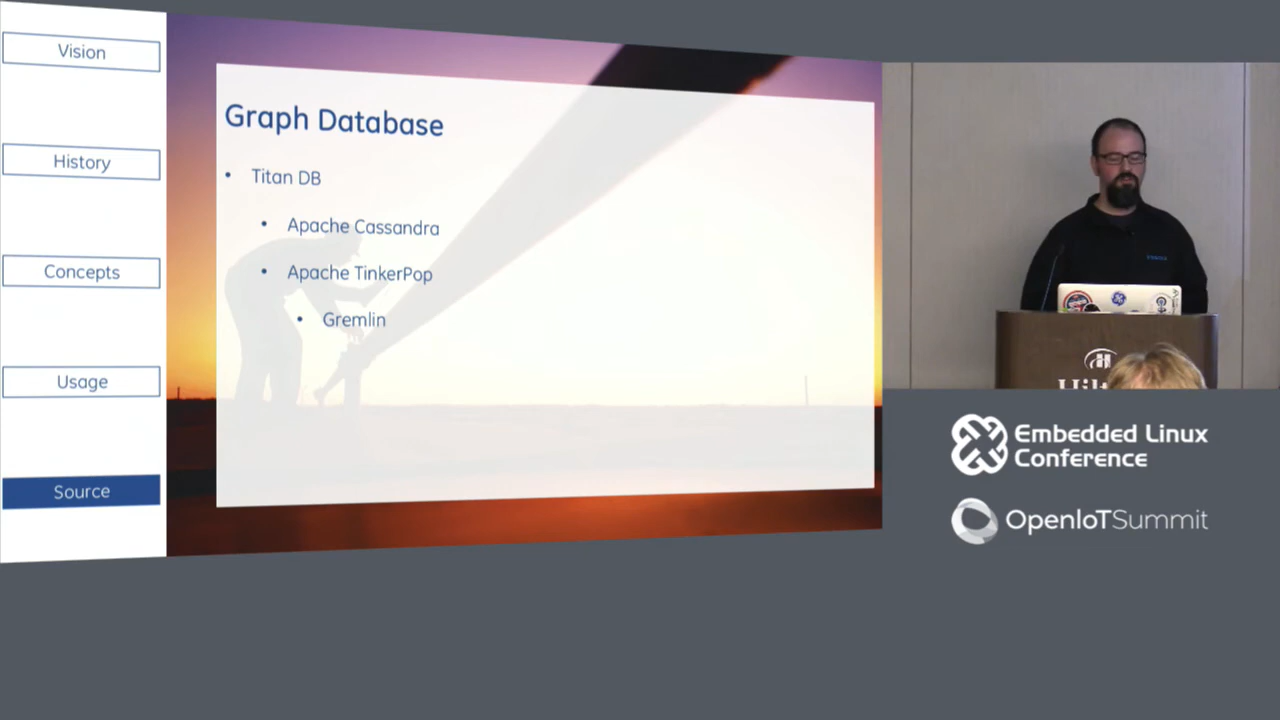 Vision
History
Concepts
Usage
Source
Graph Database
• Titan DB
• Apache Cassandra
• Apache TinkerPop
• Gremlin
Embedded Linux
Conference
OpenIoTSummit